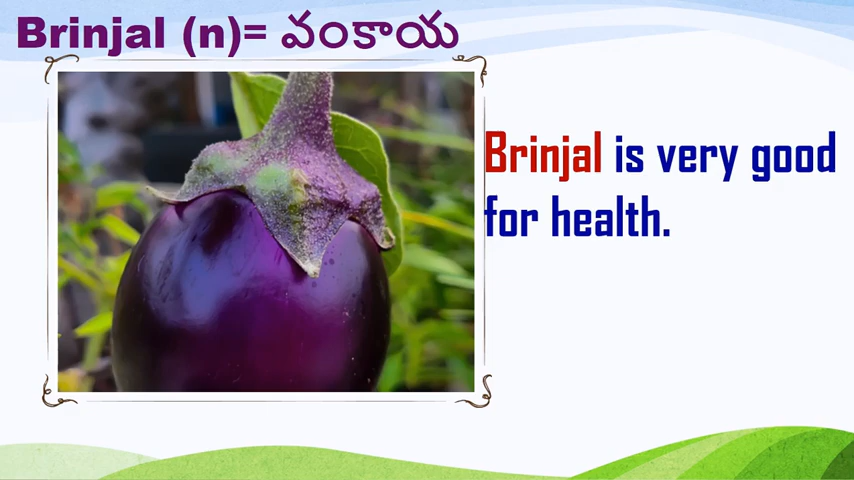 Brinjal (n)= వంకాయ
Brinjal is very good
for health.